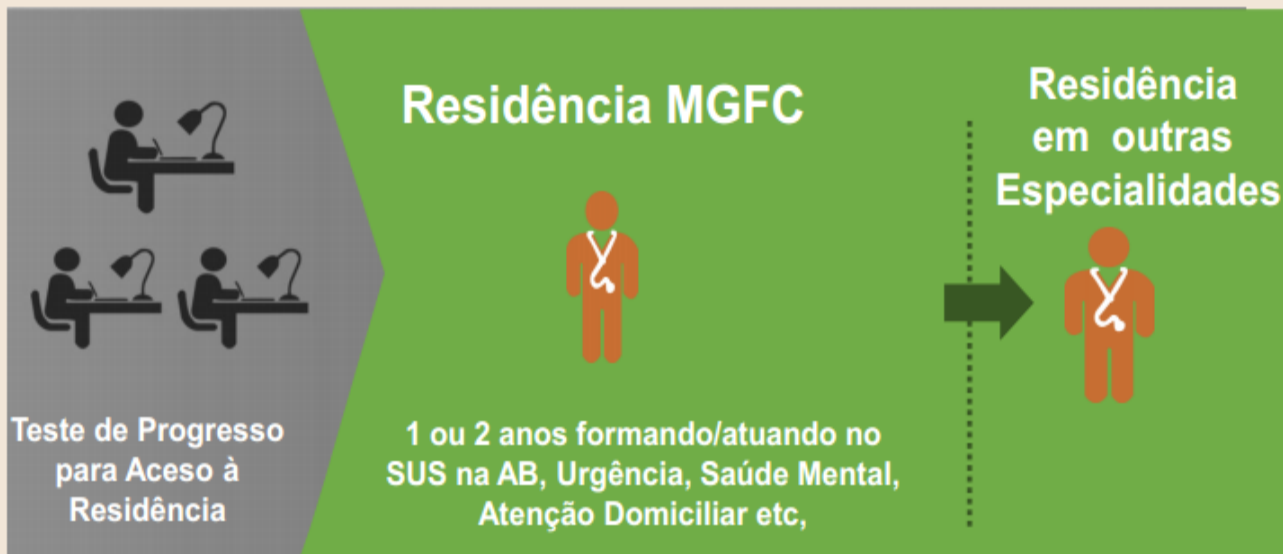 Teste de Progresso
para Aceso à
Residência
Residência MGFC
1 ou 2 anos formando/atuando no
SUS na AB, Urgência, Saúde Mental,
Atenção Domiciliar etc,
Residência
em outras
Especialidades